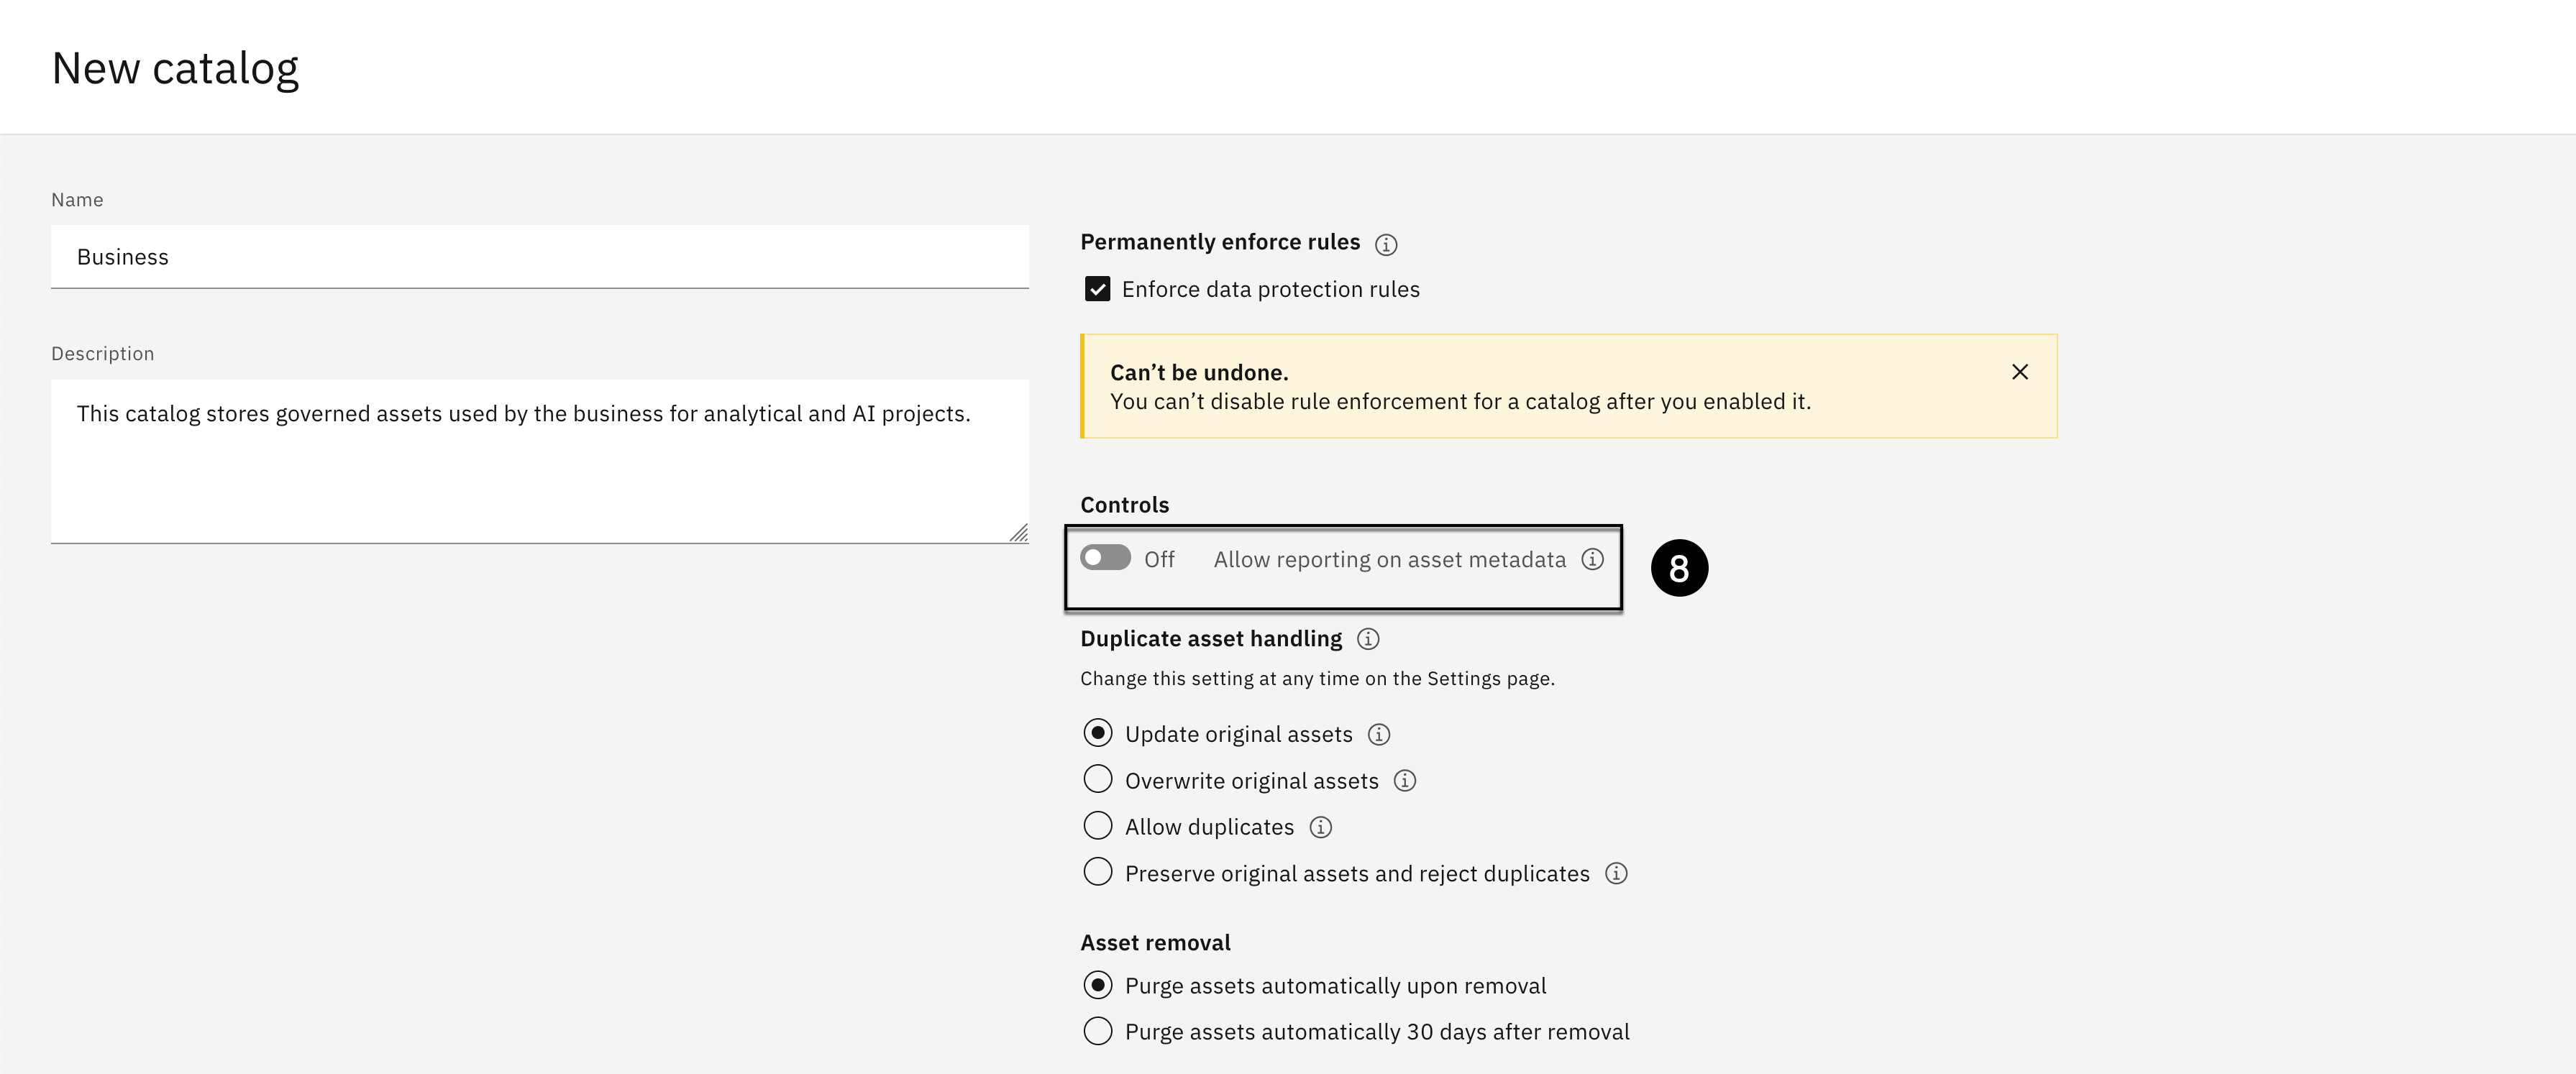 New catalog
Name
Business
Description
This catalog stores governed assets used by the business for analytical and AI projects.
Permanently enforce rules
Enforce data protection rules
Can’t be undone.
You can’t disable rule enforcement for a catalog after you enabled it.
Controls
Off Allow reporting on asset metadata
8
Duplicate asset handling
Change this setting at any time on the Settings page.
Update original assets
Overwrite original assets
Allow duplicates
Preserve original assets and reject duplicates
Asset removal
Purge assets automatically upon removal
Purge assets automatically 30 days after removal